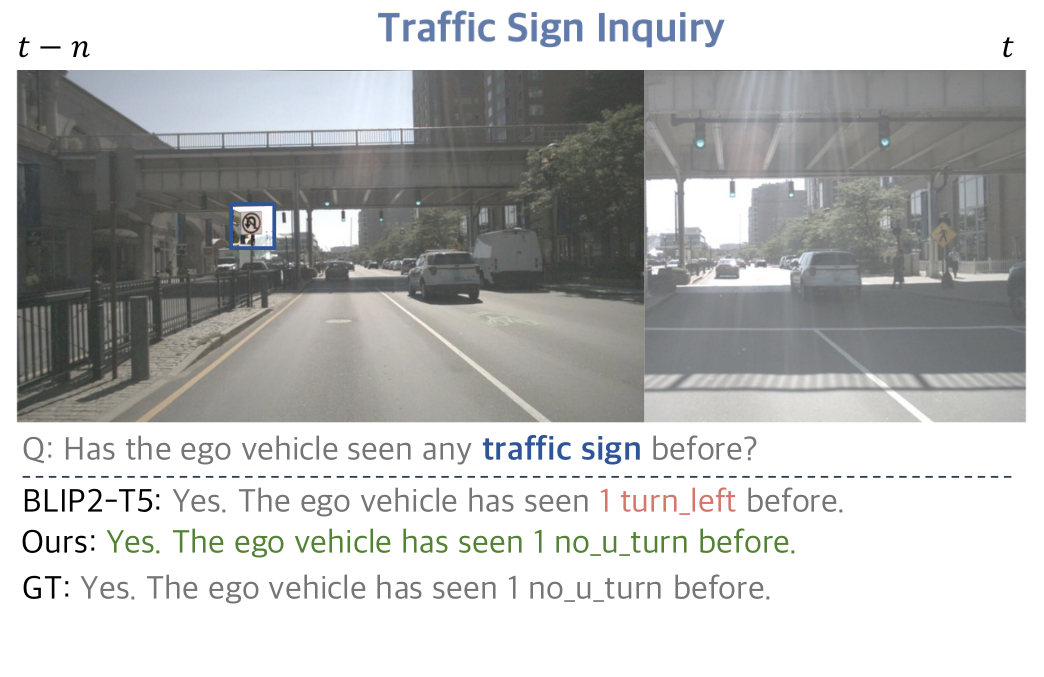 Traffic Sign Inquiry
t − n
t
Q: Has the ego vehicle seen any traffic sign before?
BLIP2-T5: Yes. The ego vehicle has seen 1 turn_left before.
Ours: Yes. The ego vehicle has seen 1 no_u_turn before.
GT: Yes. The ego vehicle has seen 1 no_u_turn before.